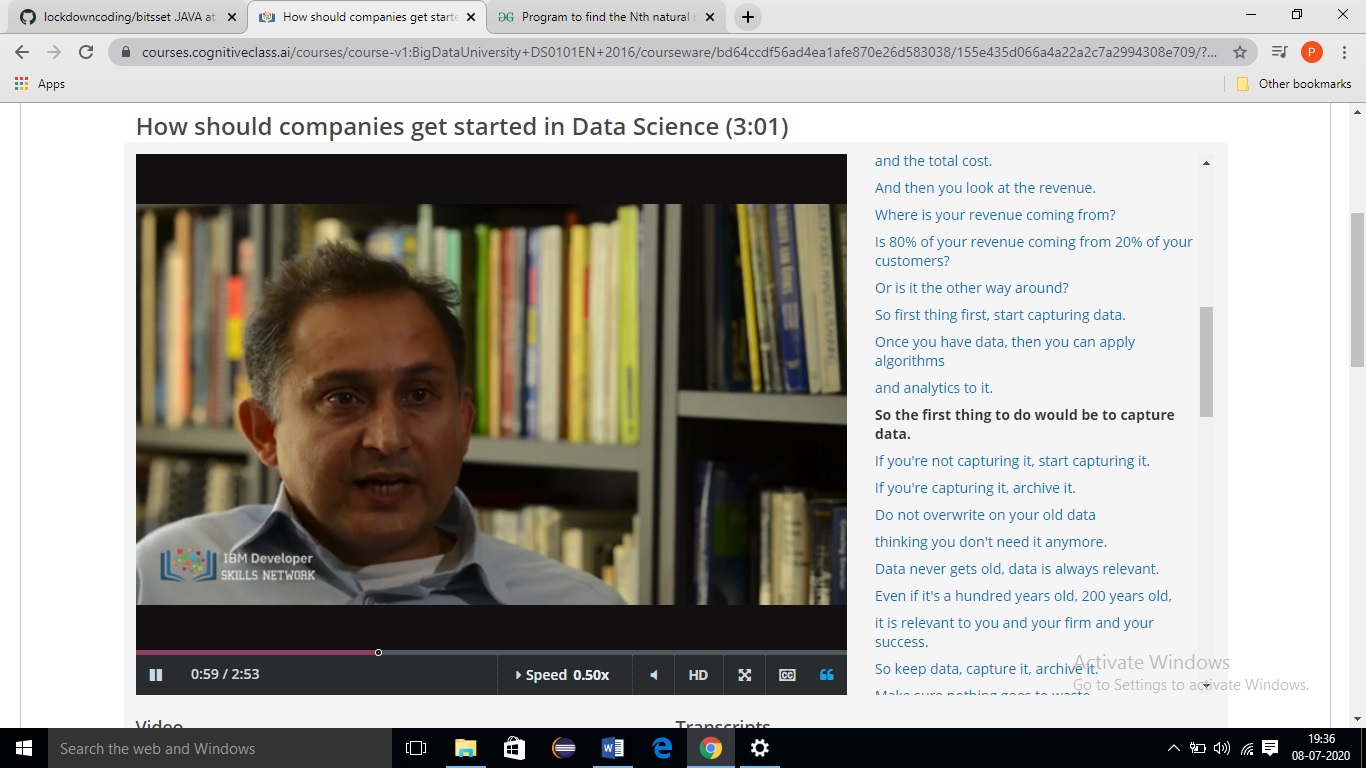 lockdowncoding/bitsset JAVA at
How should companies get starte
Program to find the Nth natural
courses.cognitiveclass.ai/courses/course-v1:BigDataUniversity+DS0101EN+2016/courseware/bd64ccdf56ad4ea1afe870e26d583038/155e435d066a4a22a2c7a2994308e709/?...
P
Apps
Other bookmarks
How should companies get started in Data Science (3:01)
and the total cost.
And then you look at the revenue.
Where is your revenue coming from?
Is 80% of your revenue coming from 20% of your
customers?
Or is it the other way around?
So first thing first, start capturing data.
Once you have data, then you can apply
algorithms
and analytics to it.
So the first thing to do would be to capture
data.
If you're not capturing it, start capturing it.
If you're capturing it, archive it.
Do not overwrite on your old data
thinking you don't need it anymore.
Data never gets old, data is always relevant.
Even if it's a hundred years old, 200 years old,
it is relevant to you and your firm and your
success.
So keep data, capture it, archive it.
Make sure nothing goes to waste.
IBM Developer
SKILLS NETWORK
0:59 / 2:53
Speed 0.50x
HD
CC
Activate Windows
Go to Settings to activate Windows.
Video
Transcripts
Search the web and Windows
19:36
08-07-2020